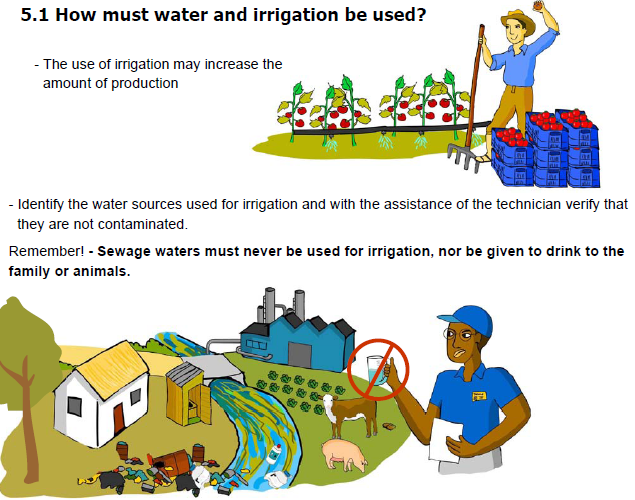 5.1 How must water and irrigation be used?
- The use of irrigation may increase the
amount of production
- Identify the water sources used for irrigation and with the assistance of the technician verify that
they are not contaminated.
Remember! - Sewage waters must never be used for irrigation, nor be given to drink to the
family or animals.